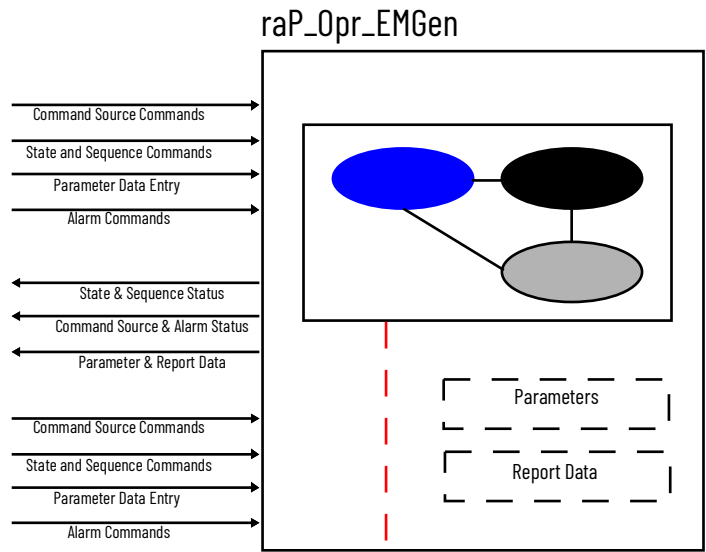 raP_Opr_EMGen
Command Source Commands
State and Sequence Commands
Parameter Data Entry
Alarm Commands
State & Sequence Status
Command Source & Alarm Status
Parameter & Report Data
Parameters
Command Source Commands
State and Sequence Commands
Report Data
Parameter Data Entry
Alarm Commands